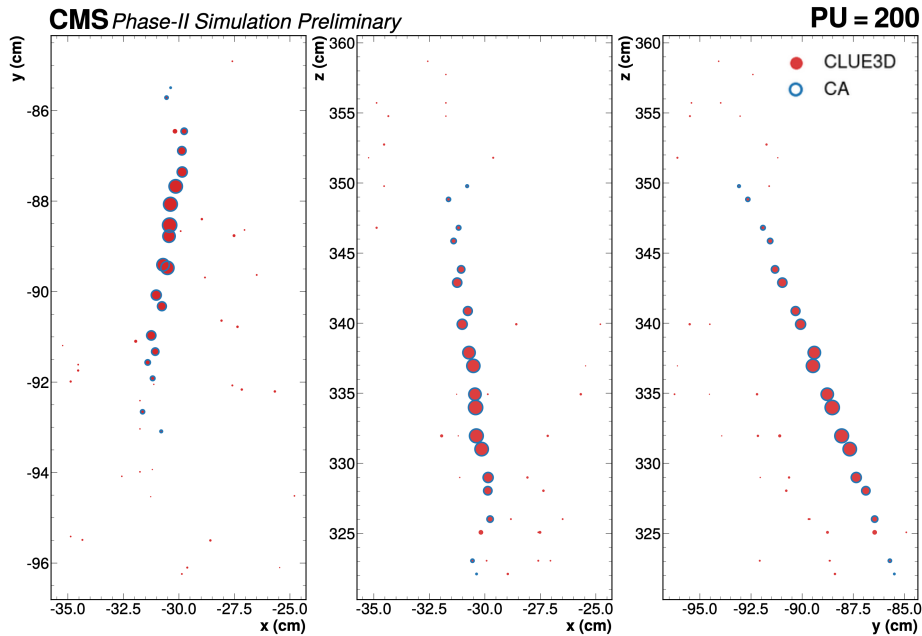 CMS Phase-II Simulation Preliminary PU = 200
y (cm)
-86
-88
-90
-92
-94
-96
-35.0 -32.5 -30.0 -27.5 -25.0
x (cm)
z (cm)
360
355
350
345
340
335
330
325
-35.0 -32.5 -30.0 -27.5 -25.0
x (cm)
z (cm)
360
355
350
345
340
335
330
325
CLUE3D
CA
-95.0 -92.5 -90.0 -87.5 -85.0
y (cm)